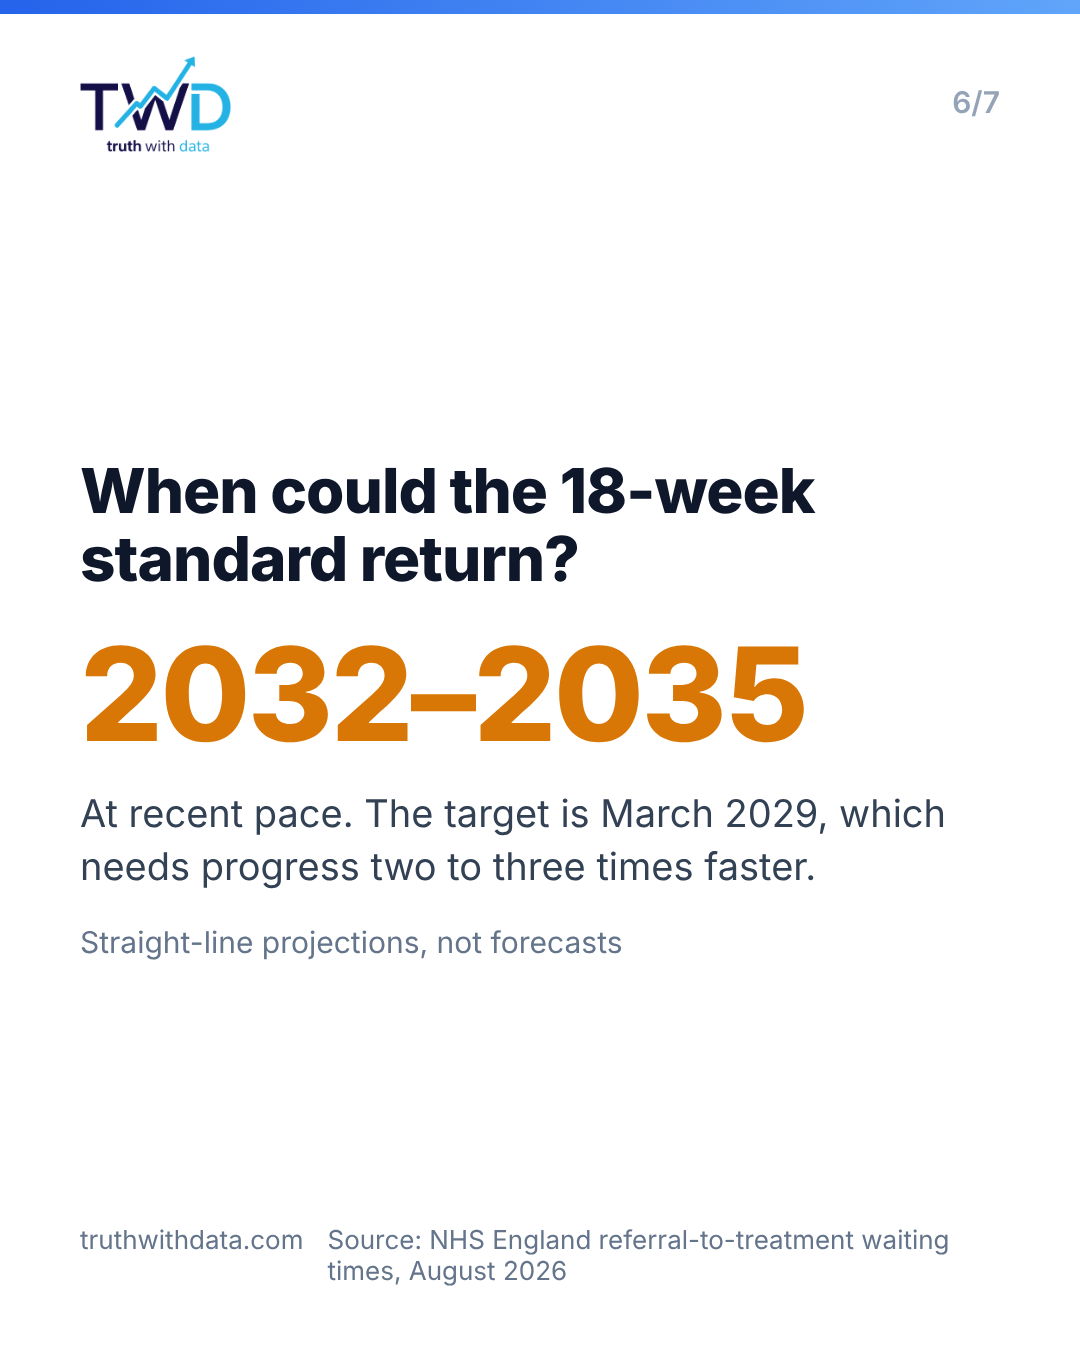 TWD
truth with data
6/7
When could the 18-week
standard return?
2032–2035
At recent pace. The target is March 2029, which
needs progress two to three times faster.
Straight-line projections, not forecasts
truthwithdata.com
Source: NHS England referral-to-treatment waiting
times, August 2026